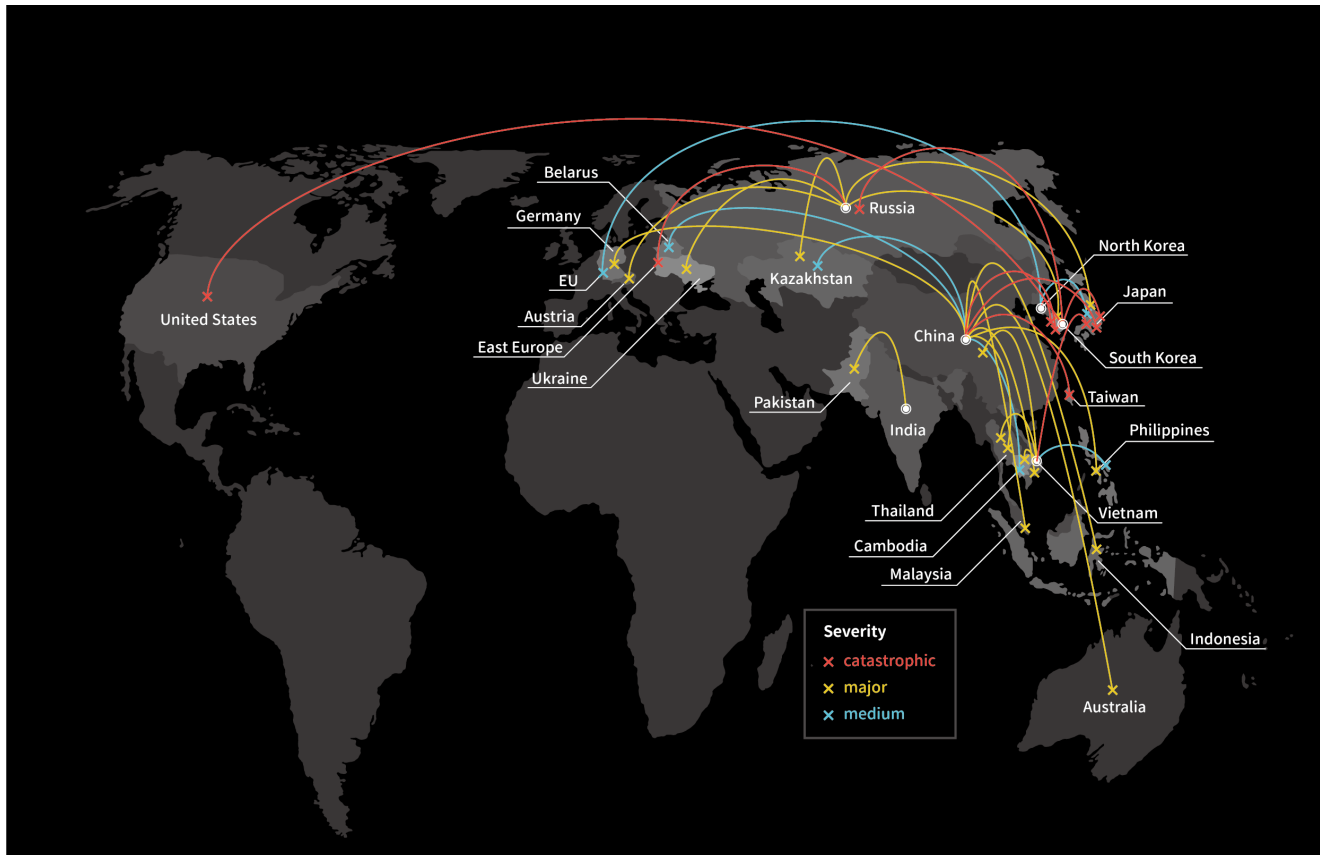 Belarus
Germany
Russia
North Korea
EU
Kazakhstan
Japan
United States
Austria
China
East Europe
South Korea
Ukraine
Pakistan
Taiwan
India
Philippines
Thailand
Vietnam
Cambodia
Malaysia
Severity
Indonesia
catastrophic
major
medium
Australia